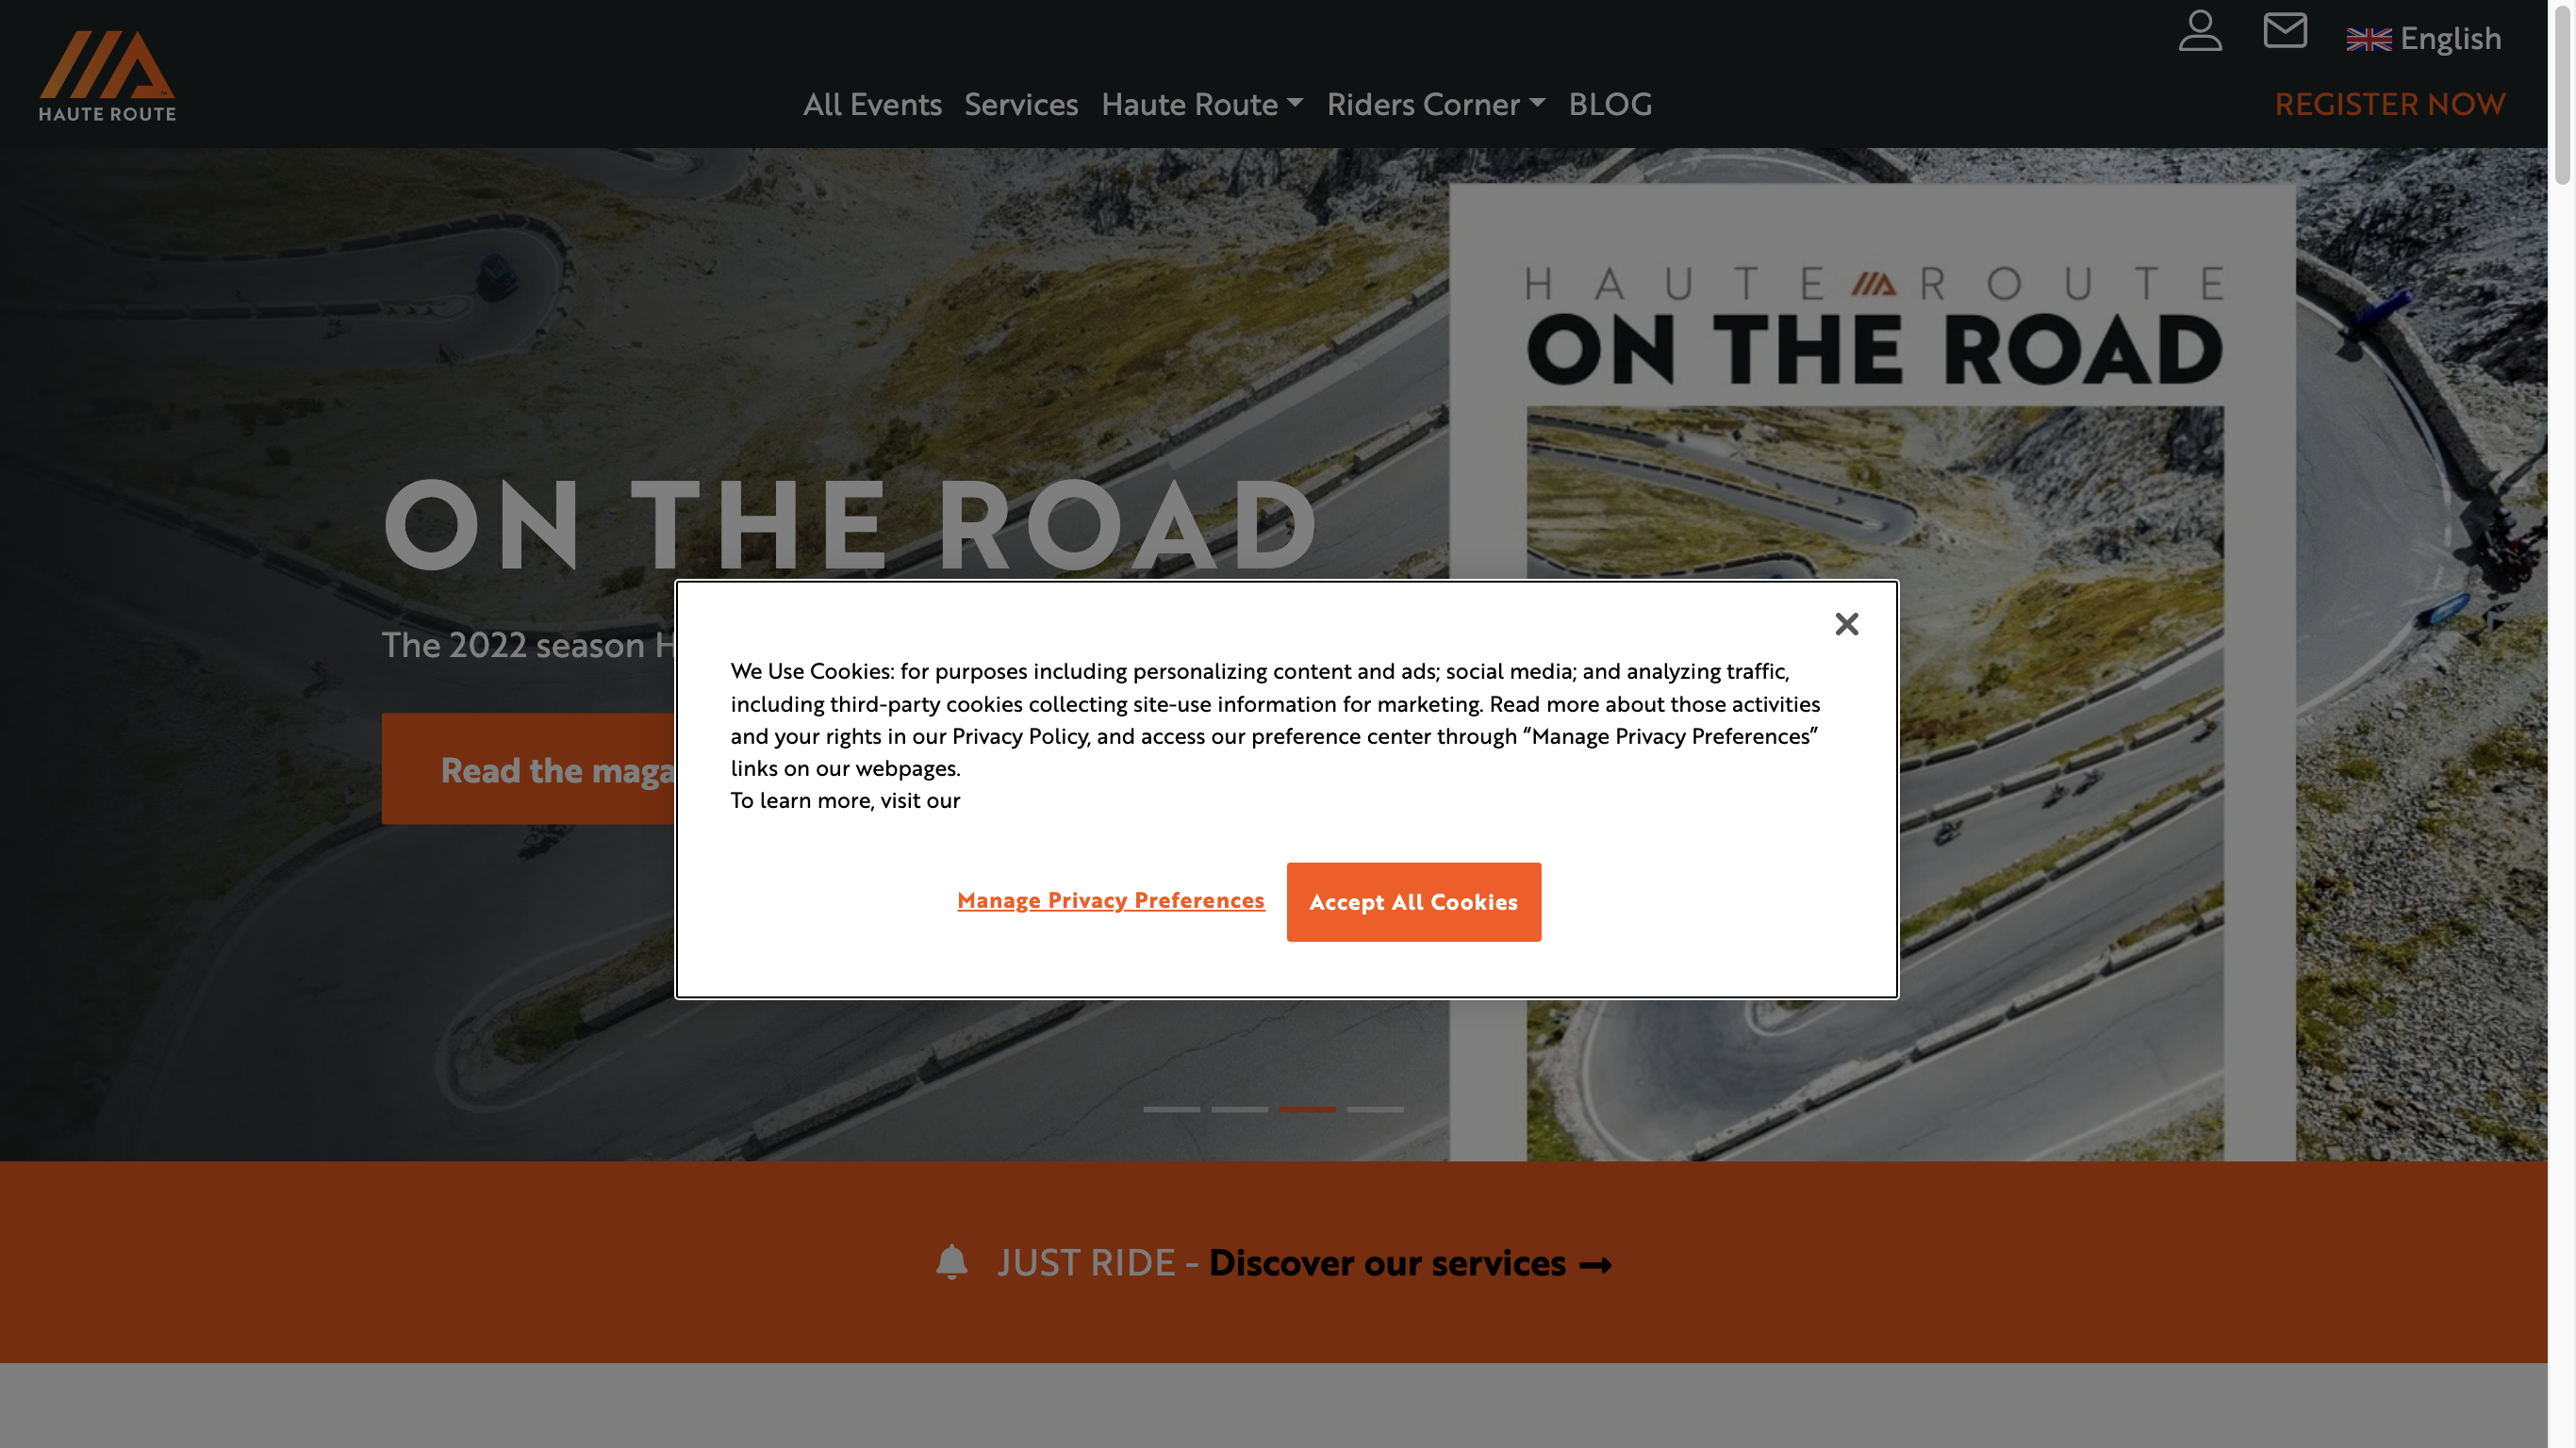 HAUTE ROUTE
English
All Events Services Haute Route Riders Corner BLOG
REGISTER NOW
HAUTE ROUTE
ON THE ROAD
ON THE ROAD
The 2022 season
Read the
We Use Cookies: for purposes including personalizing content and ads; social media; and analyzing traffic,
including third-party cookies collecting site-use information for marketing. Read more about those activities
and your rights in our Privacy Policy, and access our preference center through “Manage Privacy Preferences”
links on our webpages.
To learn more, visit our
Manage Privacy Preferences
Accept All Cookies
JUST RIDE - Discover our services →